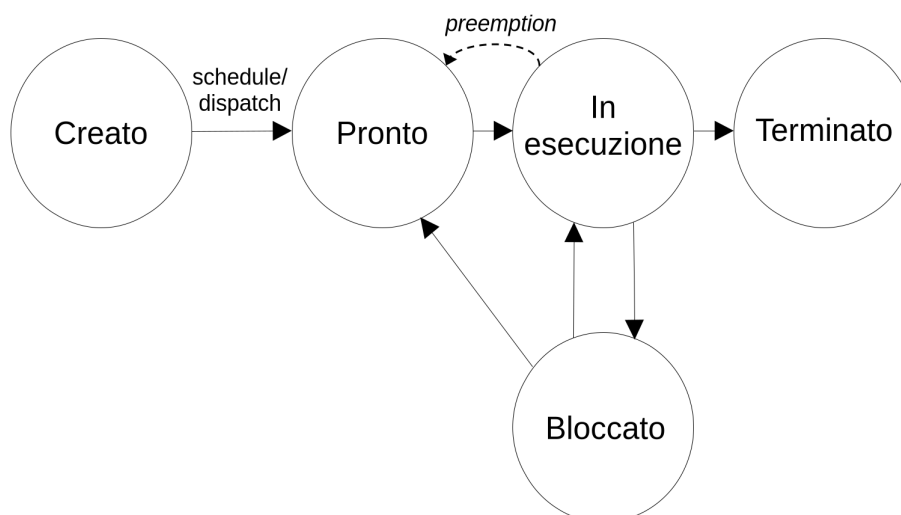 preemption
schedule/
dispatch
Creato
Pronto
In
esecuzione
Terminato
Bloccato